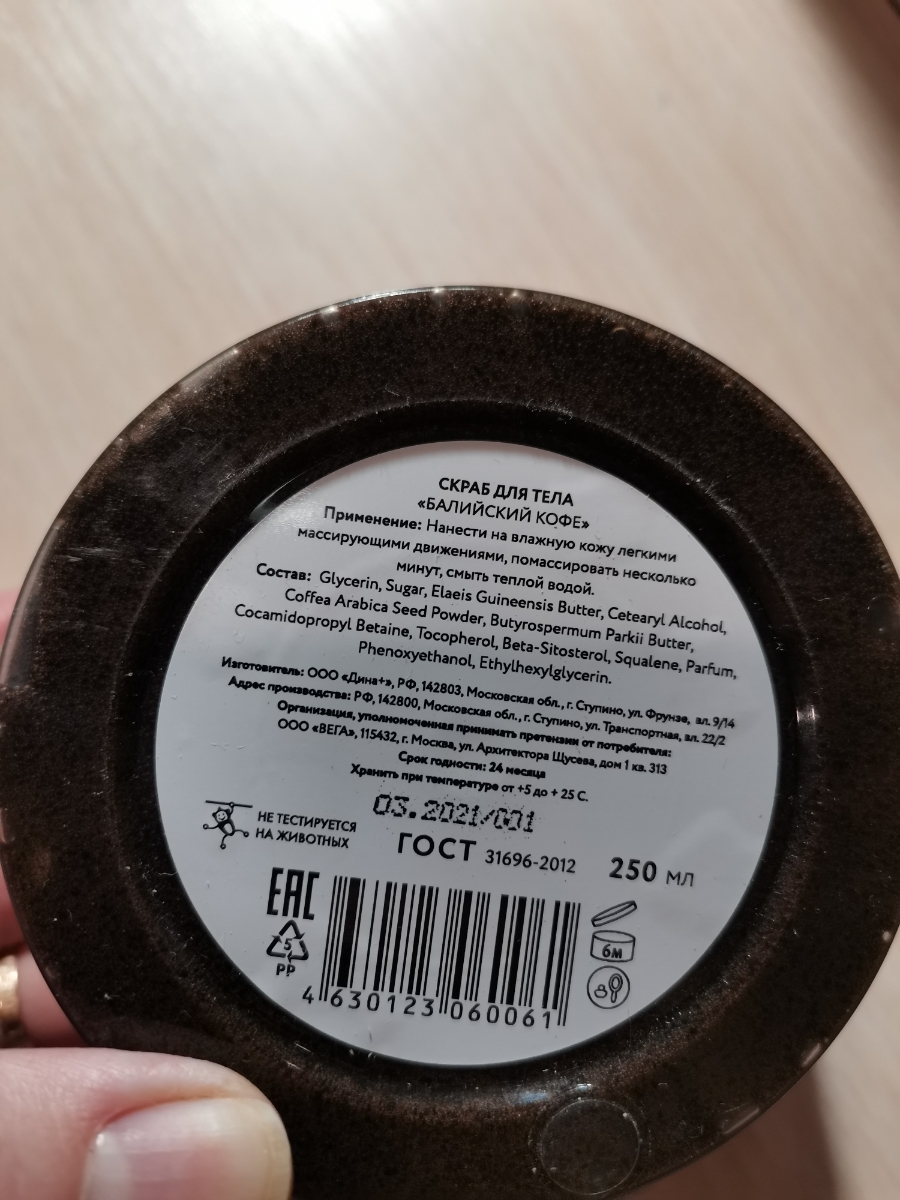 СКРАБ ДЛЯ ТЕЛА
«БАЛИЙСКИЙ КОФЕ»
Применение: Нанести на влажную кожу легкими
массирующими движениями, помассировать несколько
минут, смыть теплой водой.
Состав: Glycerin, Sugar, Elaeis Guineensis Butter, Cetearyl Alcohol,
Coffea Arabica Seed Powder, Butyrospermum Parkii Butter,
Cocamidopropyl Betaine, Tocopherol, Beta-Sitosterol, Squalene, Parfum,
Phenoxyethanol, Ethylhexylglycerin.
Изготовитель: ООО «Дина+», РФ, 142803, Московская обл., г. Ступино, ул. Фрунзе, вл. 9/14
Адрес производства: РФ, 142800, Московская обл., г. Ступино, ул. Транспортная, вл. 22/2
Организация, уполномоченная принимать претензии от потребителя:
ООО «ВЕГА», 115432, г. Москва, ул. Архитектора Щусева, дом 1 кв. 313
Срок годности: 24 месяца
Хранить при температуре от +5 до + 25 С.
03.2021/001
НЕ ТЕСТИРУЕТСЯ
НА ЖИВОТНЫХ
ГОСТ 31696-2012 250 МЛ
EAC
5
PP
6М
4 630123 060061